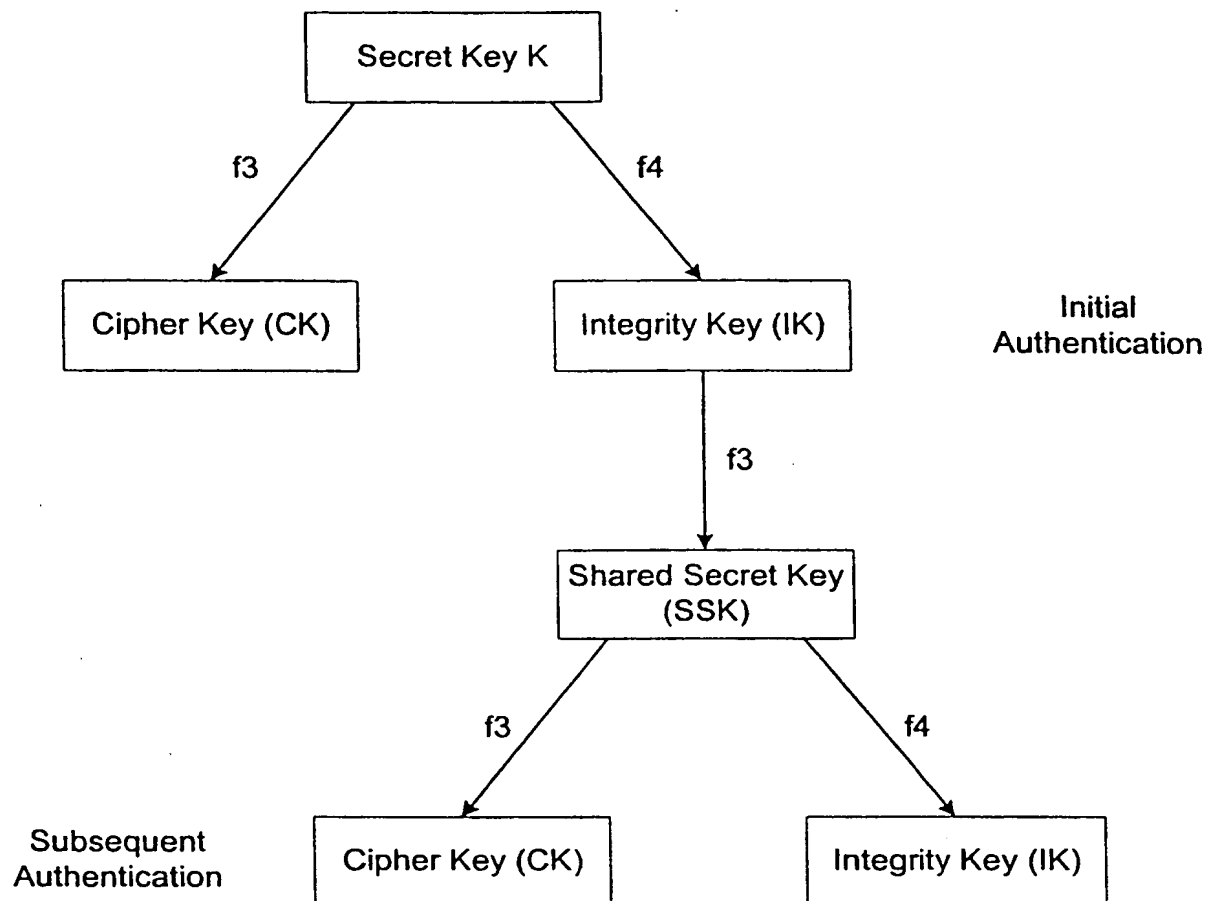 Secret Key K
f3
f4
Cipher Key (CK)
Integrity Key (IK)
Initial
Authentication
f3
Shared Secret Key
(SSK)
f3
f4
Subsequent
Authentication
Cipher Key (CK)
Integrity Key (IK)